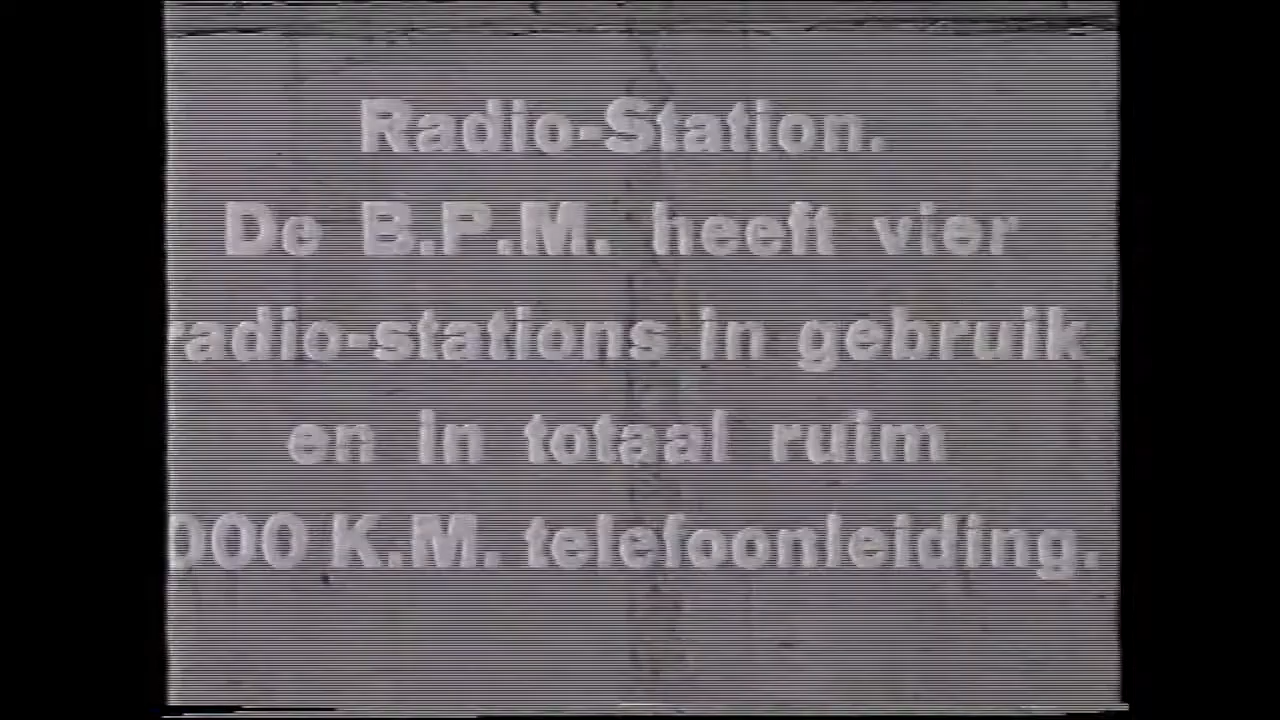 Radio-Station.
De B.P.M. heeft vier
radio-stations in gebruik
en in totaal ruim
000 K.M. telefoonleiding.